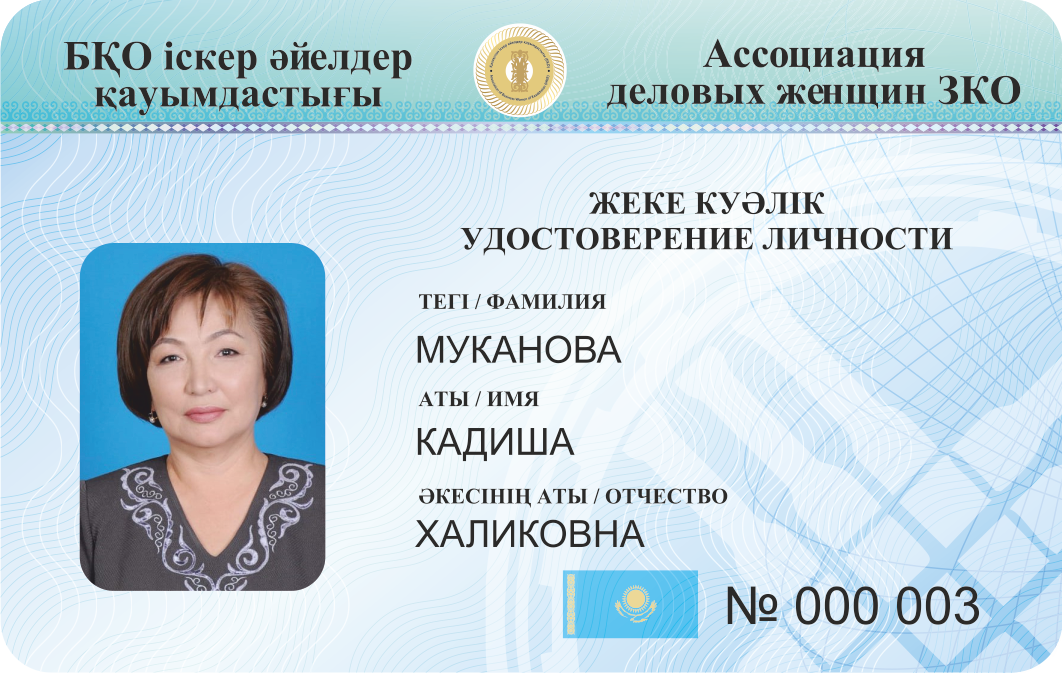 БҚО іскер әйелдер
қауымдастығы
Ассоциация
деловых женщин ЗКО
ЖЕКЕ КУӘЛІК
УДОСТОВЕРЕНИЕ ЛИЧНОСТИ
ТЕГІ / ФАМИЛИЯ
МУКАНОВА
АТЫ / ИМЯ
КАДИША
ӘКЕСІНІҢ АТЫ / ОТЧЕСТВО
ХАЛИКОВНА
№ 000 003